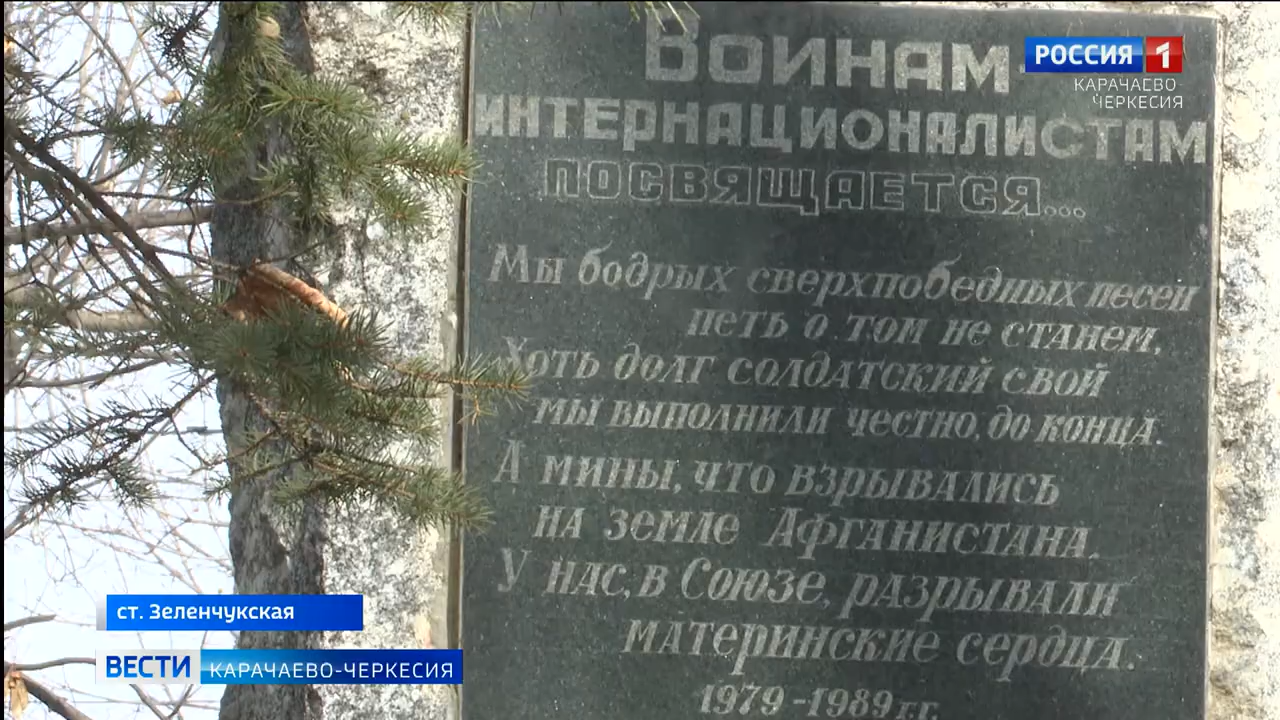 Воинам-
интернационалистам
посвящается...
Мы бодрых сверхпобедных песен
петь о том не станем,
Хоть долг солдатский свой
мы выполнили честно, до конца.
А мины, что взрывались
на земле Афганистана,
У нас, в Союзе, разрывали
материнские сердца.
1979-1989 г.г.
РОССИЯ 1
КАРАЧАЕВО-
ЧЕРКЕСИЯ
ст. Зеленчукская
ВЕСТИ КАРАЧАЕВО-ЧЕРКЕСИЯ